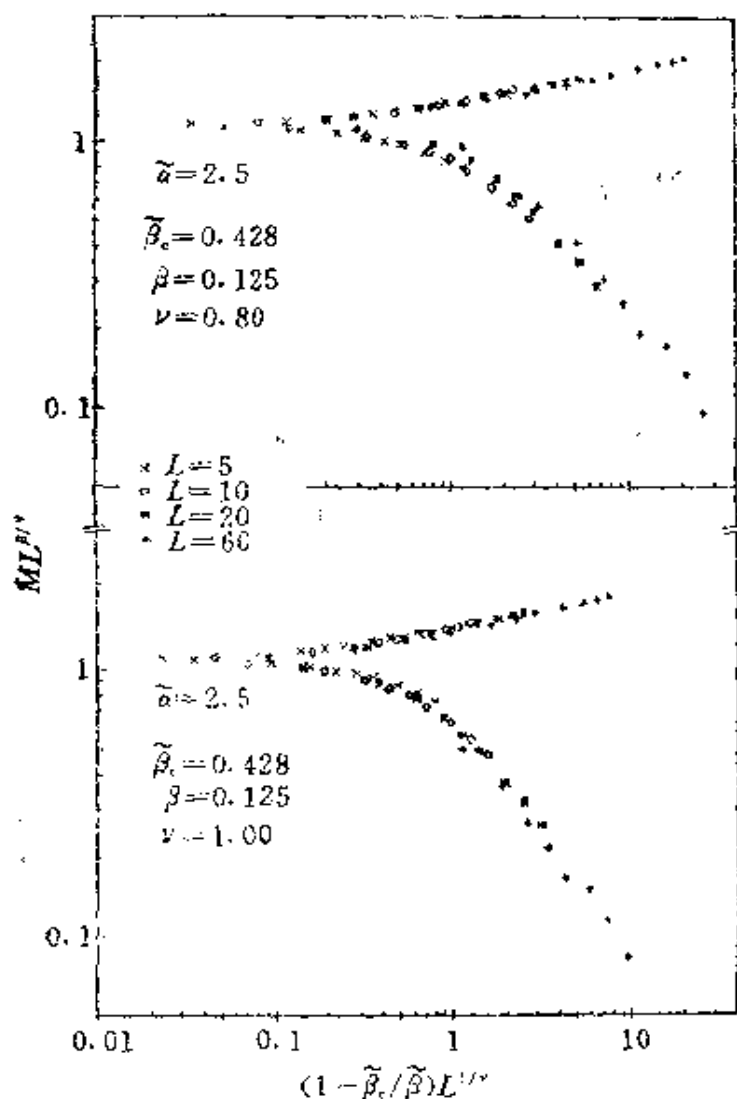 1
α̃=2.5
β̃c=0.428
β=0.125
ν=0.80
0.1
× L=5
o L=10
▪ L=20
+ L=60
ML^β/ν
1
α̃=2.5
β̃c=0.428
β=0.125
ν=1.00
0.1
0.01 0.1 1 10
(1-β̃c/β̃)L^1/ν